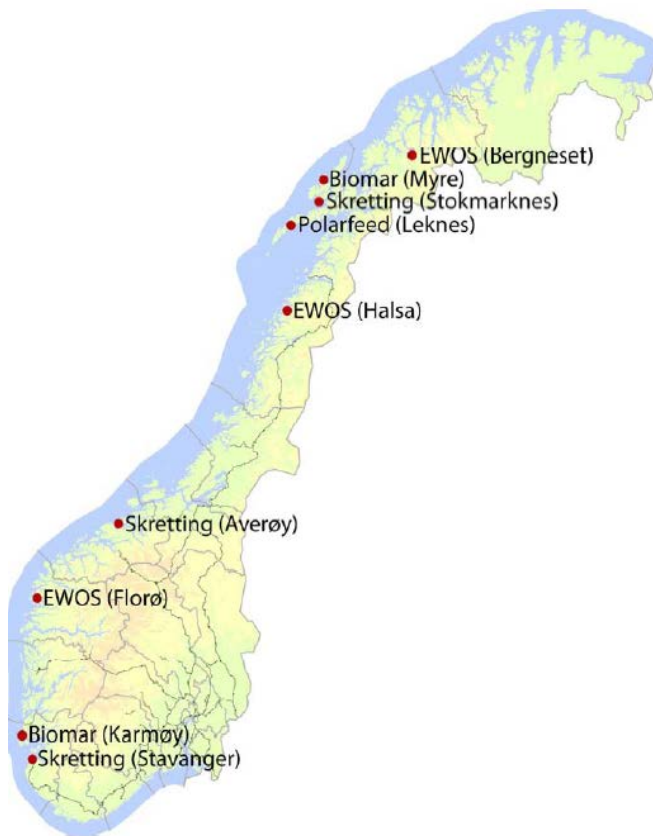 EWOS (Bergneset)
Biomar (Myre)
Skretting (Stokmarknes)
Polarfeed (Leknes)
EWOS (Halsa)
Skretting (Averøy)
EWOS (Florø)
Biomar (Karmøy)
Skretting (Stavanger)